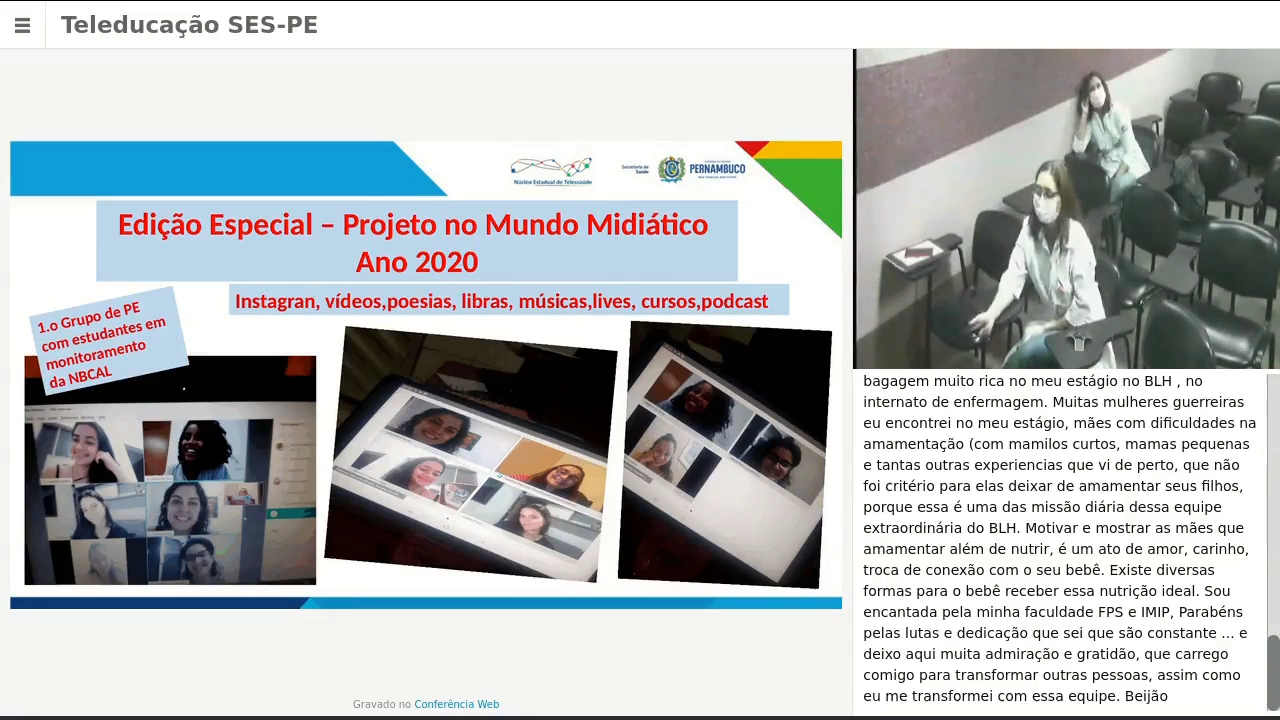 Teleducação SES-PE
Núcleo Estadual de Telessaúde
Secretaria de
Saúde
PERNAMBUCO
Edição Especial – Projeto no Mundo Midiático
Ano 2020
Instagran, vídeos,poesias, libras, músicas,lives, cursos,podcast
1.o Grupo de PE
com estudantes em
monitoramento
da NBCAL
Gravado no Conferência Web
bagagem muito rica no meu estágio no BLH , no
internato de enfermagem. Muitas mulheres guerreiras
eu encontrei no meu estágio, mães com dificuldades na
amamentação (com mamilos curtos, mamas pequenas
e tantas outras experiencias que vi de perto, que não
foi critério para elas deixar de amamentar seus filhos,
porque essa é uma das missão diária dessa equipe
extraordinária do BLH. Motivar e mostrar as mães que
amamentar além de nutrir, é um ato de amor, carinho,
troca de conexão com o seu bebê. Existe diversas
formas para o bebê receber essa nutrição ideal. Sou
encantada pela minha faculdade FPS e IMIP, Parabéns
pelas lutas e dedicação que sei que são constante ... e
deixo aqui muita admiração e gratidão, que carrego
comigo para transformar outras pessoas, assim como
eu me transformei com essa equipe. Beijão